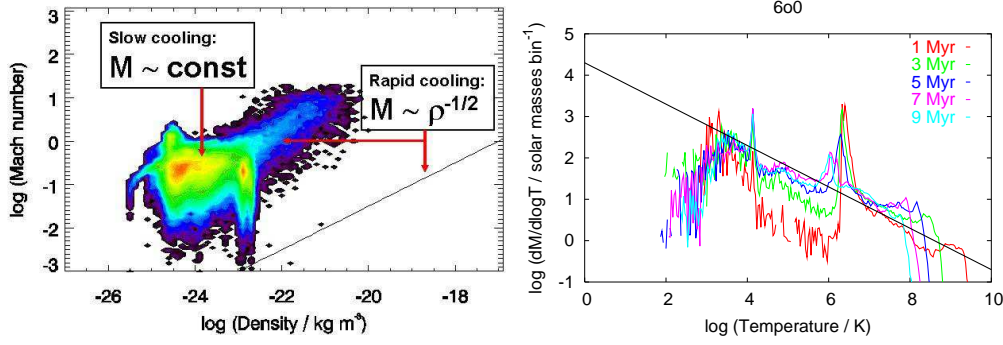 Slow cooling:
M ~ const
Rapid cooling:
M ~ ρ^-1/2
log (Mach number)
3
2
1
0
-1
-2
-3
-26
-24
-22
-20
-18
log (Density / kg m^-3)
6o0
1 Myr
3 Myr
5 Myr
7 Myr
9 Myr
log (dM/dlogT / solar masses bin^-1)
5
4
3
2
1
0
-1
0
2
4
6
8
10
log (Temperature / K)